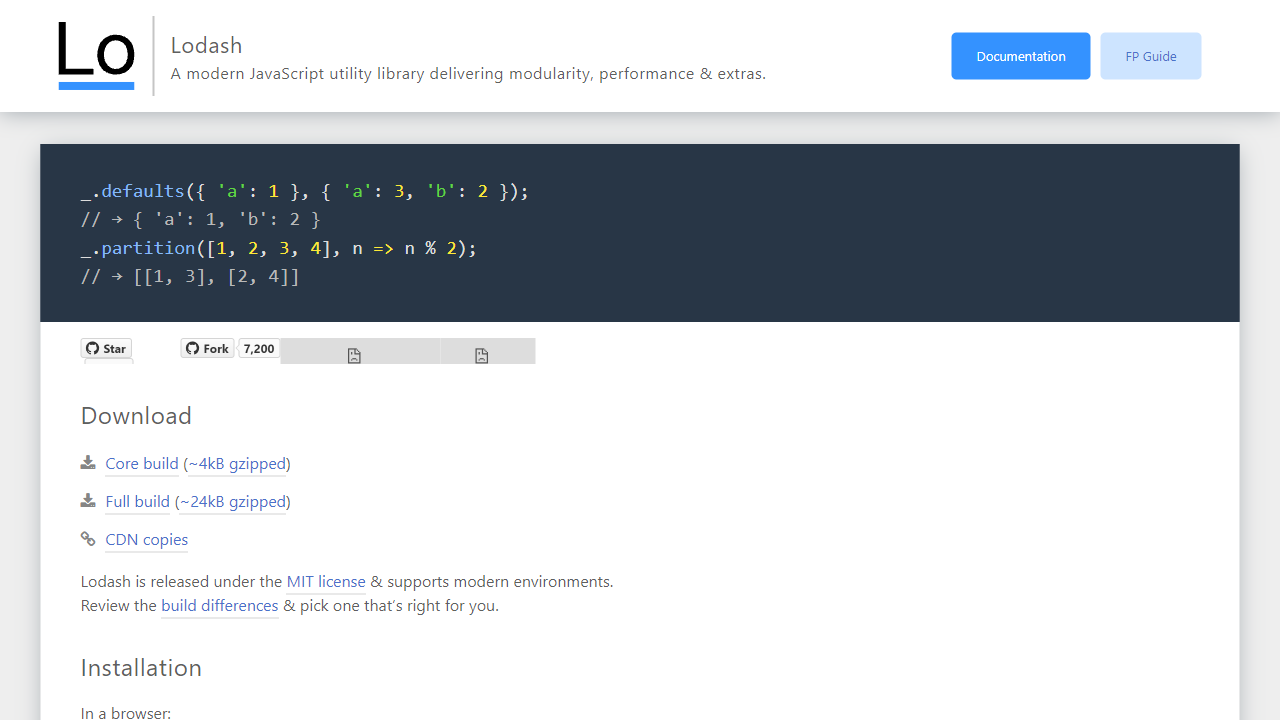 Lo
Lodash
A modern JavaScript utility library delivering modularity, performance & extras.
Documentation
FP Guide
_.defaults({ 'a': 1 }, { 'a': 3, 'b': 2 });
// → { 'a': 1, 'b': 2 }
_.partition([1, 2, 3, 4], n => n % 2);
// → [[1, 3], [2, 4]]
Star
Fork
7,200
Download
Core build (~4kB gzipped)
Full build (~24kB gzipped)
CDN copies
Lodash is released under the MIT license & supports modern environments.
Review the build differences & pick one that’s right for you.
Installation
In a browser: